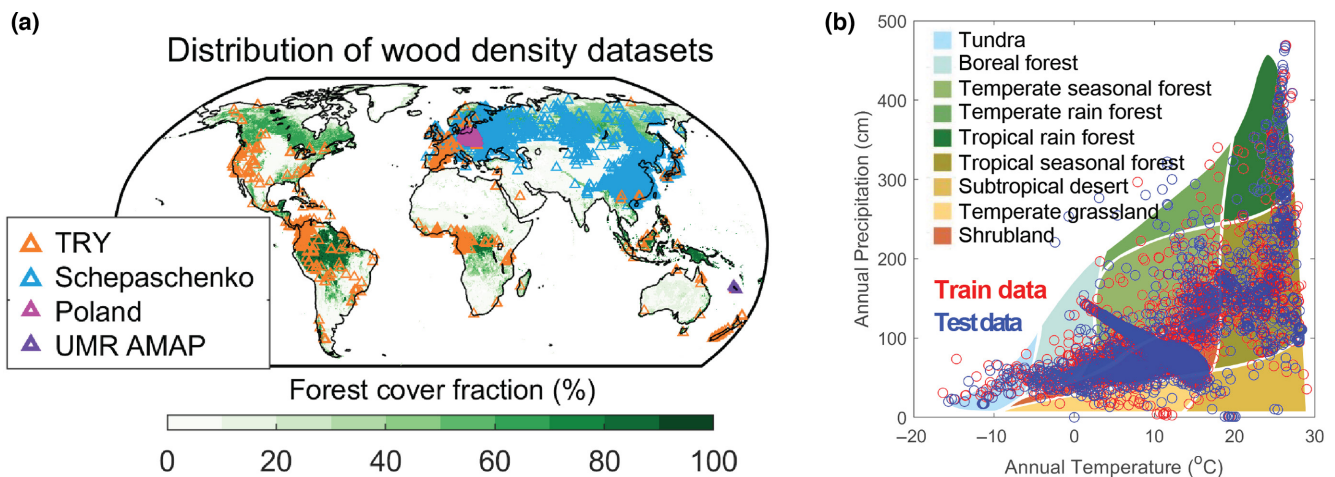 (a)
Distribution of wood density datasets
TRY
Schepaschenko
Poland
UMR AMAP
Forest cover fraction (%)
0 20 40 60 80 100
(b)
500
400
300
200
100
0
Annual Precipitation (cm)
Tundra
Boreal forest
Temperate seasonal forest
Temperate rain forest
Tropical rain forest
Tropical seasonal forest
Subtropical desert
Temperate grassland
Shrubland
Train data
Test data
–20 –10 0 10 20 30
Annual Temperature (°C)